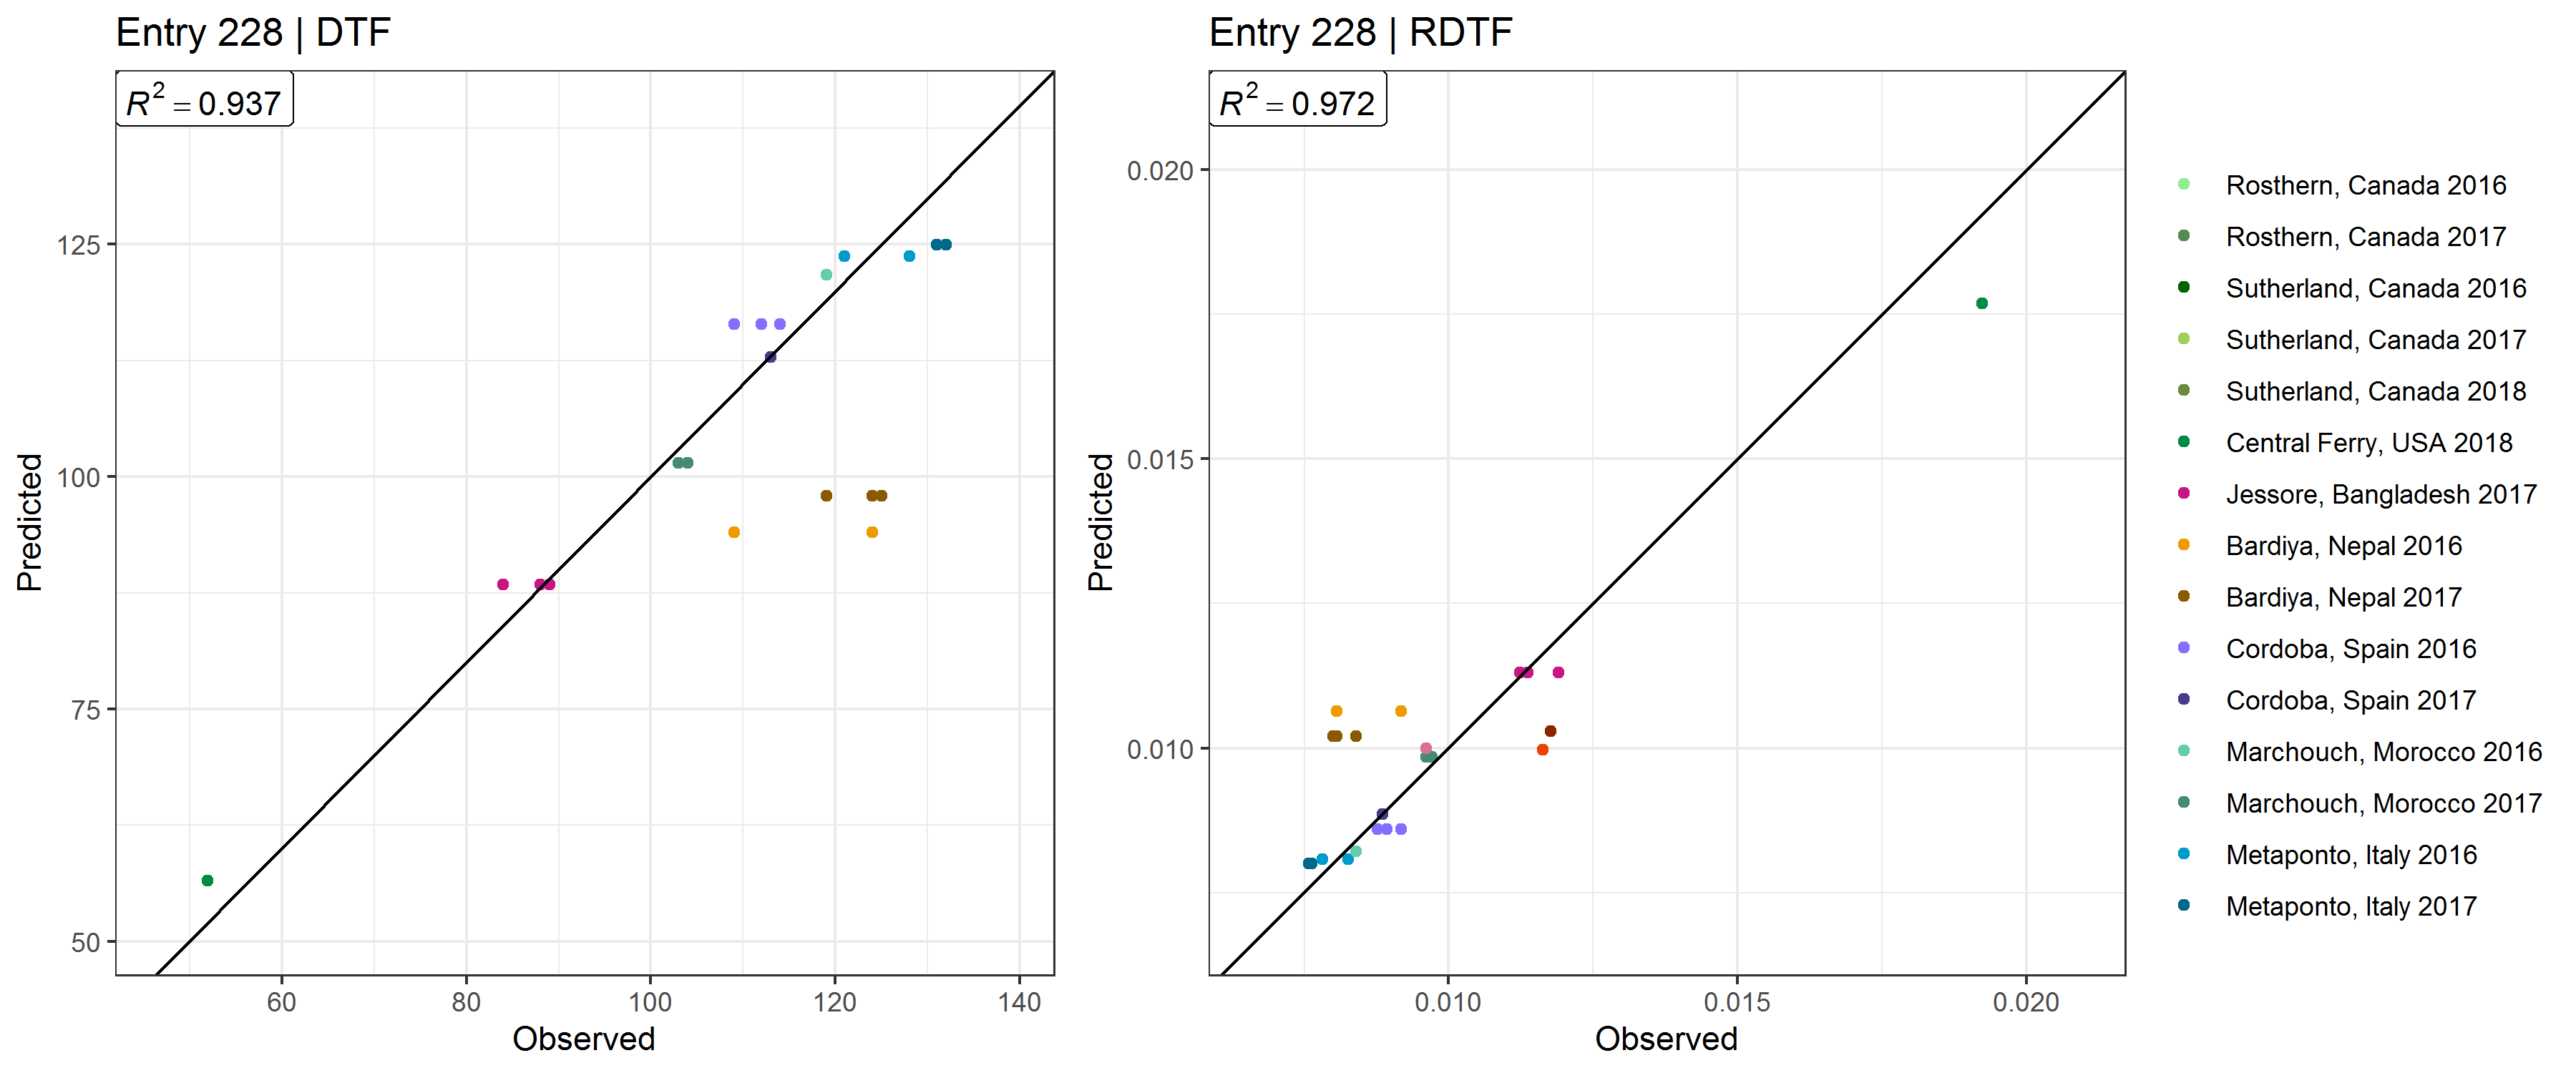 Entry 228 | DTF
R² = 0.937
125
100
75
50
Predicted
60 80 100 120 140
Observed
Entry 228 | RDTF
R² = 0.972
0.020
0.015
0.010
Predicted
0.010 0.015 0.020
Observed
Rosthern, Canada 2016
Rosthern, Canada 2017
Sutherland, Canada 2016
Sutherland, Canada 2017
Sutherland, Canada 2018
Central Ferry, USA 2018
Jessore, Bangladesh 2017
Bardiya, Nepal 2016
Bardiya, Nepal 2017
Cordoba, Spain 2016
Cordoba, Spain 2017
Marchouch, Morocco 2016
Marchouch, Morocco 2017
Metaponto, Italy 2016
Metaponto, Italy 2017